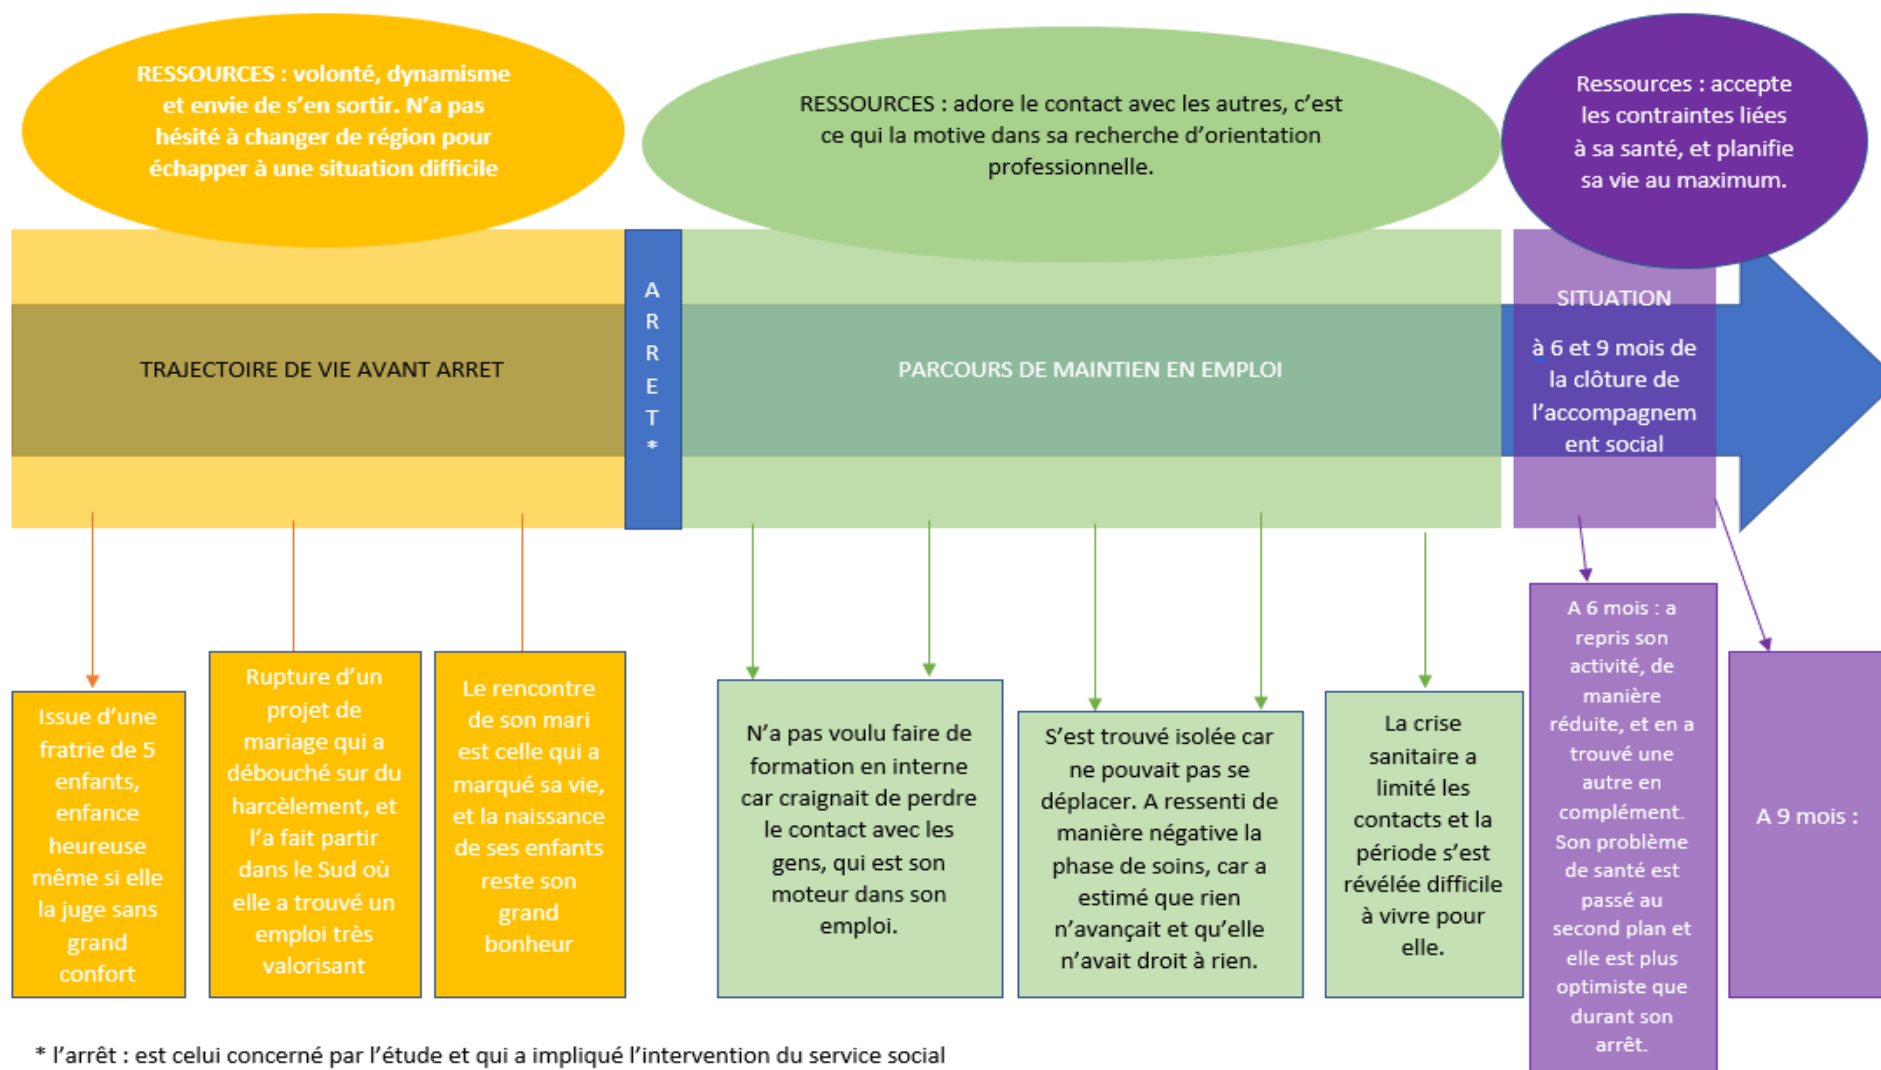 RESSOURCES : volonté, dynamisme
et envie de s'en sortir. N'a pas
hésité à changer de région pour
échapper à une situation difficile
RESSOURCES : adore le contact avec les autres, c'est
ce qui la motive dans sa recherche d'orientation
professionnelle.
Ressources : accepte
les contraintes liées
à sa santé, et planifie
sa vie au maximum.
TRAJECTOIRE DE VIE AVANT ARRET
A
R
R
E
T
*
PARCOURS DE MAINTIEN EN EMPLOI
SITUATION
à 6 et 9 mois de
la clôture de
l'accompagnem
ent social
Issue d'une
fratrie de 5
enfants,
enfance
heureuse
même si elle
la juge sans
grand
confort
Rupture d'un
projet de
mariage qui a
débouché sur du
harcèlement, et
l'a fait partir
dans le Sud où
elle a trouvé un
emploi très
valorisant
Le rencontre
de son mari
est celle qui a
marqué sa vie,
et la naissance
de ses enfants
reste son
grand
bonheur
N'a pas voulu faire de
formation en interne
car craignait de perdre
le contact avec les
gens, qui est son
moteur dans son
emploi.
S'est trouvé isolée car
ne pouvait pas se
déplacer. A ressenti de
manière négative la
phase de soins, car a
estimé que rien
n'avançait et qu'elle
n'avait droit à rien.
La crise
sanitaire a
limité les
contacts et la
période s'est
révélée difficile
à vivre pour
elle.
A 6 mois : a
repris son
activité, de
manière
réduite, et en a
trouvé une
autre en
complément.
Son problème
de santé est
passé au
second plan et
elle est plus
optimiste que
durant son
arrêt.
A 9 mois :
* l'arrêt : est celui concerné par l'étude et qui a impliqué l'intervention du service social